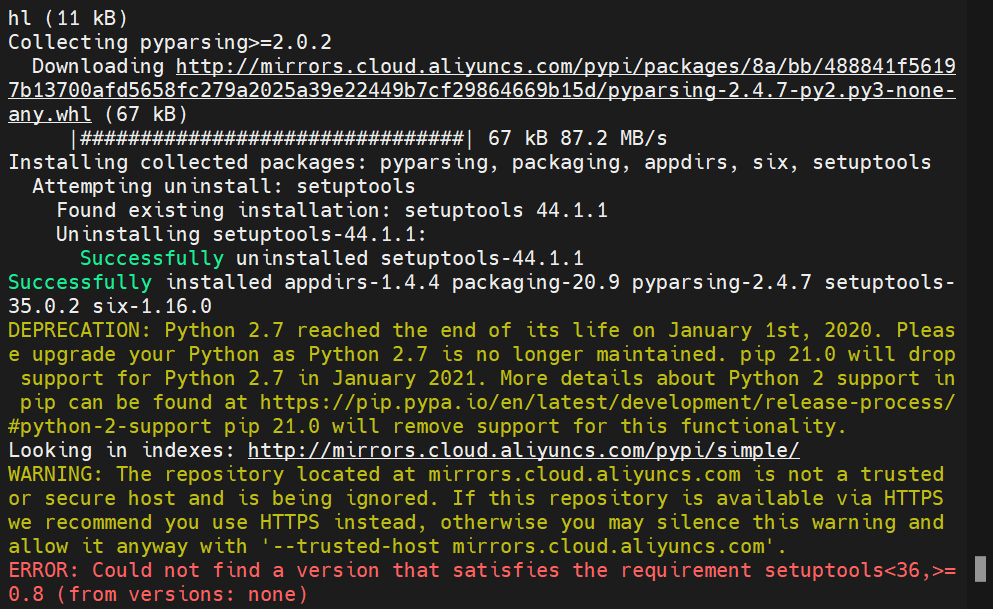 hl (11 kB)
Collecting pyparsing>=2.0.2
  Downloading http://mirrors.cloud.aliyuncs.com/pypi/packages/8a/bb/488841f5619
7b13700afd5658fc279a2025a39e22449b7cf29864669b15d/pyparsing-2.4.7-py2.py3-none-
any.whl (67 kB)
     |################################| 67 kB 87.2 MB/s
Installing collected packages: pyparsing, packaging, appdirs, six, setuptools
  Attempting uninstall: setuptools
    Found existing installation: setuptools 44.1.1
    Uninstalling setuptools-44.1.1:
      Successfully uninstalled setuptools-44.1.1
Successfully installed appdirs-1.4.4 packaging-20.9 pyparsing-2.4.7 setuptools-
35.0.2 six-1.16.0
DEPRECATION: Python 2.7 reached the end of its life on January 1st, 2020. Pleas
e upgrade your Python as Python 2.7 is no longer maintained. pip 21.0 will drop
 support for Python 2.7 in January 2021. More details about Python 2 support in
 pip can be found at https://pip.pypa.io/en/latest/development/release-process/
#python-2-support pip 21.0 will remove support for this functionality.
Looking in indexes: http://mirrors.cloud.aliyuncs.com/pypi/simple/
WARNING: The repository located at mirrors.cloud.aliyuncs.com is not a trusted
or secure host and is being ignored. If this repository is available via HTTPS
we recommend you use HTTPS instead, otherwise you may silence this warning and
allow it anyway with '--trusted-host mirrors.cloud.aliyuncs.com'.
ERROR: Could not find a version that satisfies the requirement setuptools<36,>=
0.8 (from versions: none)